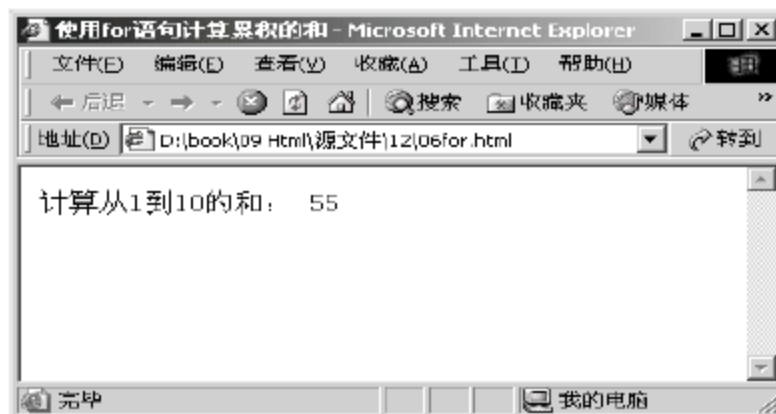 使用for语句计算累积的和 - Microsoft Internet Explorer
文件(F) 编辑(E) 查看(V) 收藏(A) 工具(T) 帮助(H)
后退 搜索 收藏夹 媒体 »
地址(D) D:\book\09 Html\源文件\12\06for.html 转到
计算从1到10的和： 55
完毕 我的电脑